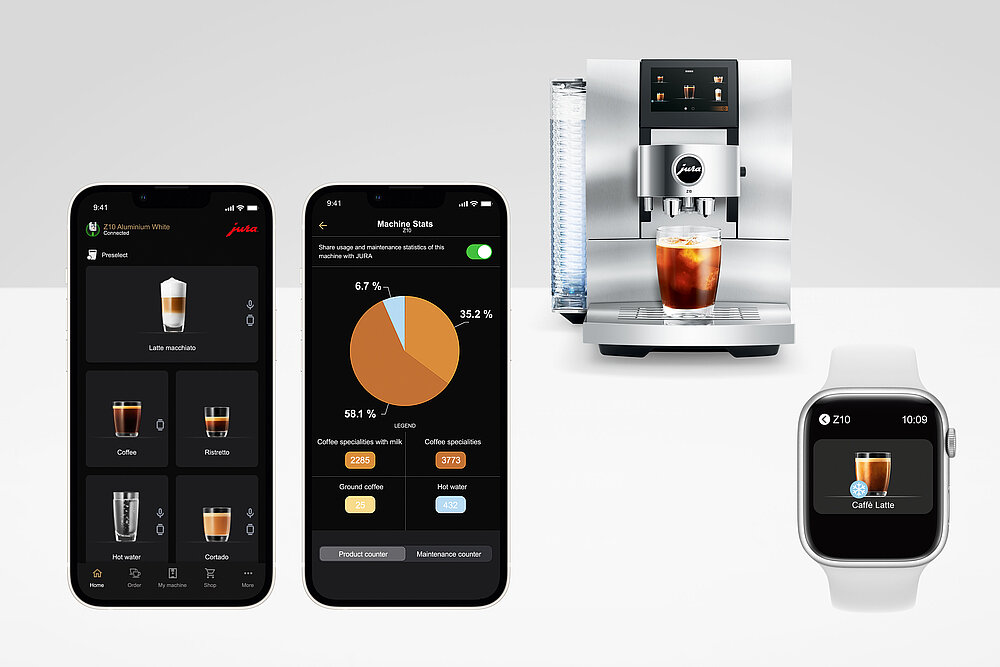 9:41
Z10 Aluminium White
Connected
jura
Preselect
Latte macchiato
Coffee
Ristretto
Hot water
Cortado
Home
Order
My machine
Shop
More
9:41
Machine Stats
Z10
Share usage and maintenance statistics of this
machine with JURA
6.7 %
35.2 %
58.1 %
LEGEND
Coffee specialities with milk
Coffee specialities
2285
3773
Ground coffee
Hot water
25
432
Product counter
Maintenance counter
jura
Z10
Z10
10:09
Caffè Latte